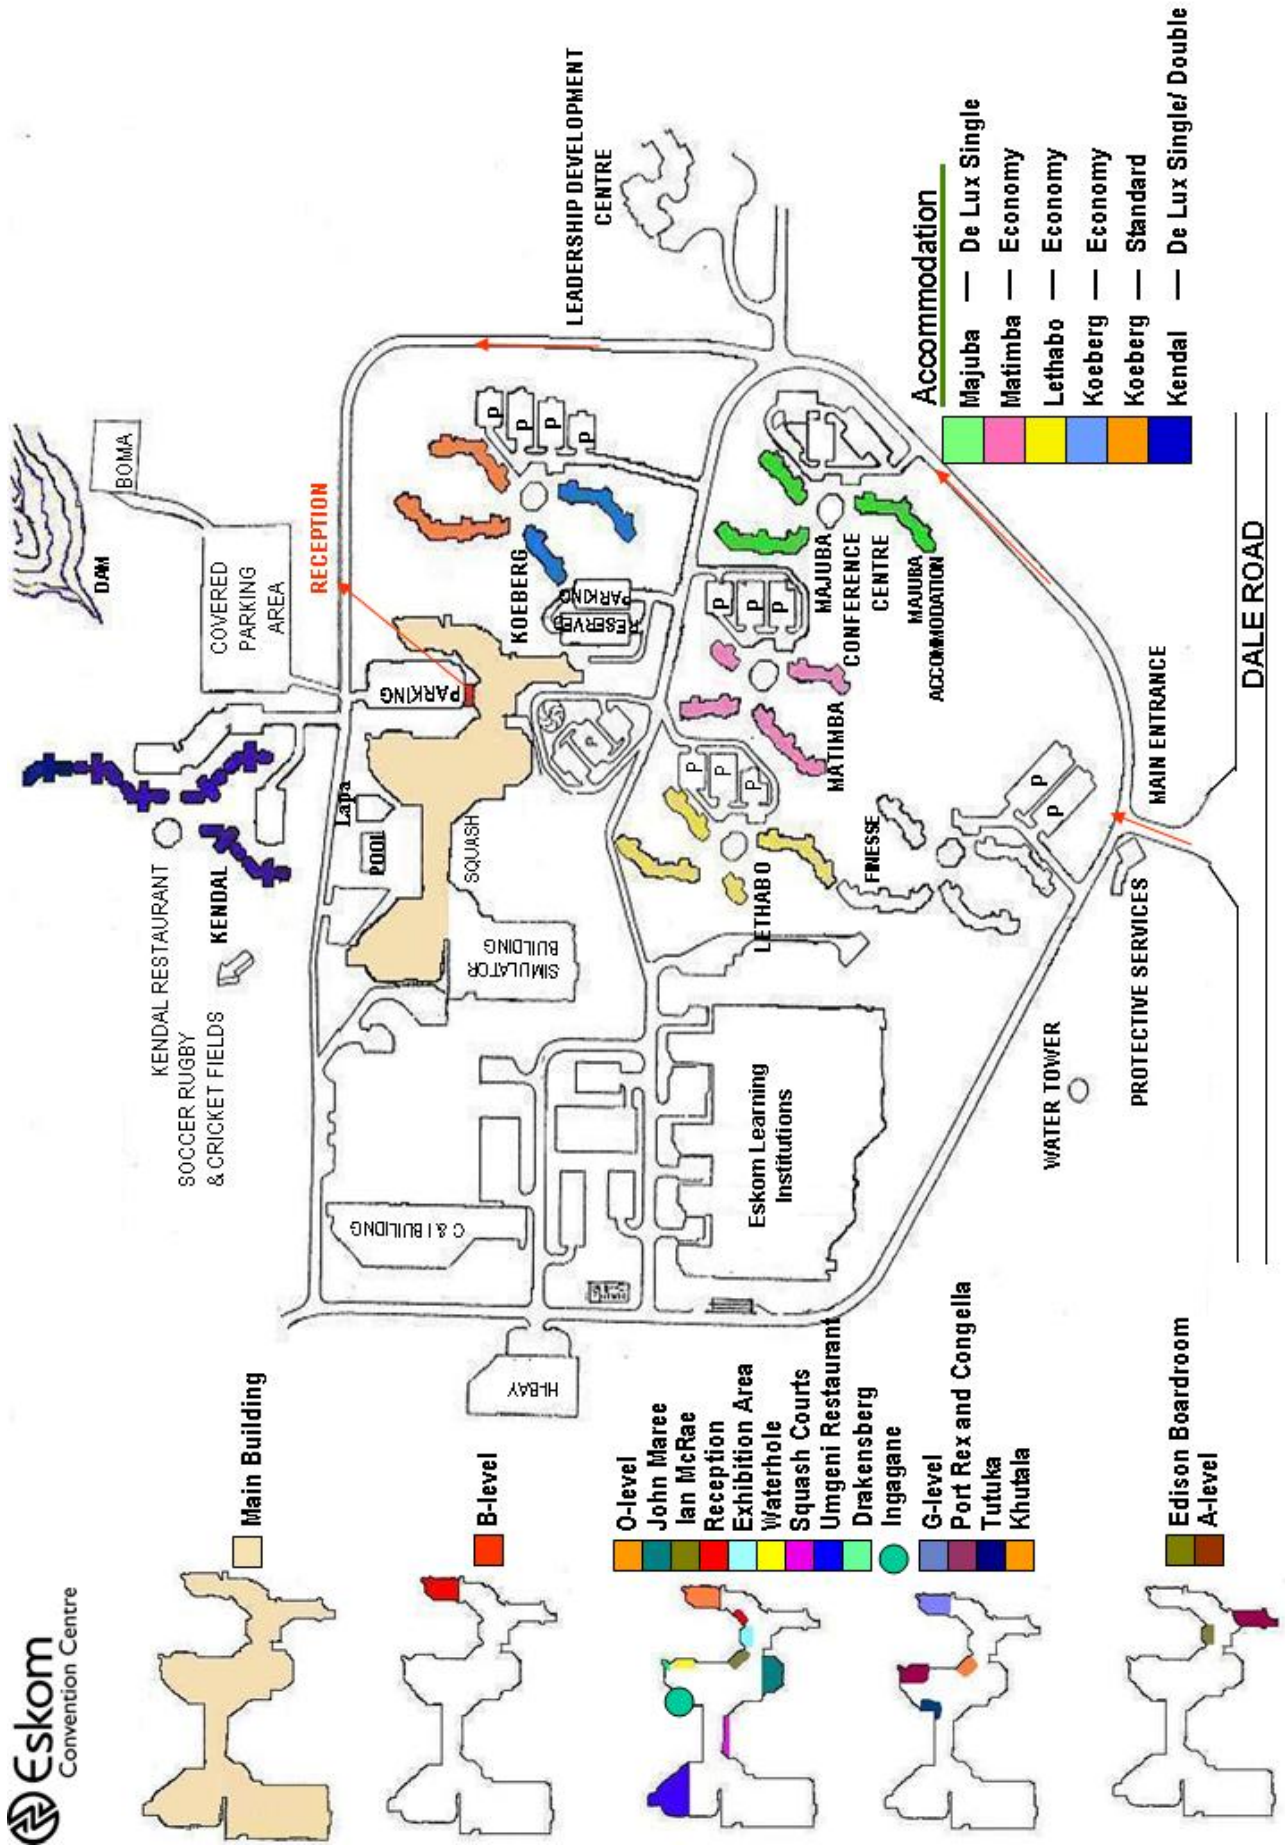 Eskom
Convention Centre
Main Building
B-level
O-level
John Maree
Ian McRae
Reception
Exhibition Area
Waterhole
Squash Courts
Umgeni Restaurant
Drakensberg
Ingagane
G-level
Port Rex and Congella
Tutuka
Khutala
Edison Boardroom
A-level
DAM
BOMA
COVERED
PARKING
AREA
RECEPTION
KENDAL RESTAURANT
SOCCER RUGBY
& CRICKET FIELDS
KENDAL
Lapa
POOL
PARKING
SQUASH
SIMULATOR
BUILDING
C & I BUILIDNG
HI-BAY
KOEBERG
RESERVED
PARKING
P
P
P
P
LEADERSHIP DEVELOPMENT
CENTRE
P
P
P
P
MAJUBA
CONFERENCE
CENTRE
MAJUBA
ACCOMMODATION
MATIMBA
P
P
P
LETHABO
FINESSE
P
P
Eskom Learning
Institutions
WATER TOWER
PROTECTIVE SERVICES
MAIN ENTRANCE
DALE ROAD
Accommodation
Majuba — De Lux Single
Matimba — Economy
Lethabo — Economy
Koeberg — Economy
Koeberg — Standard
Kendal — De Lux Single/ Double